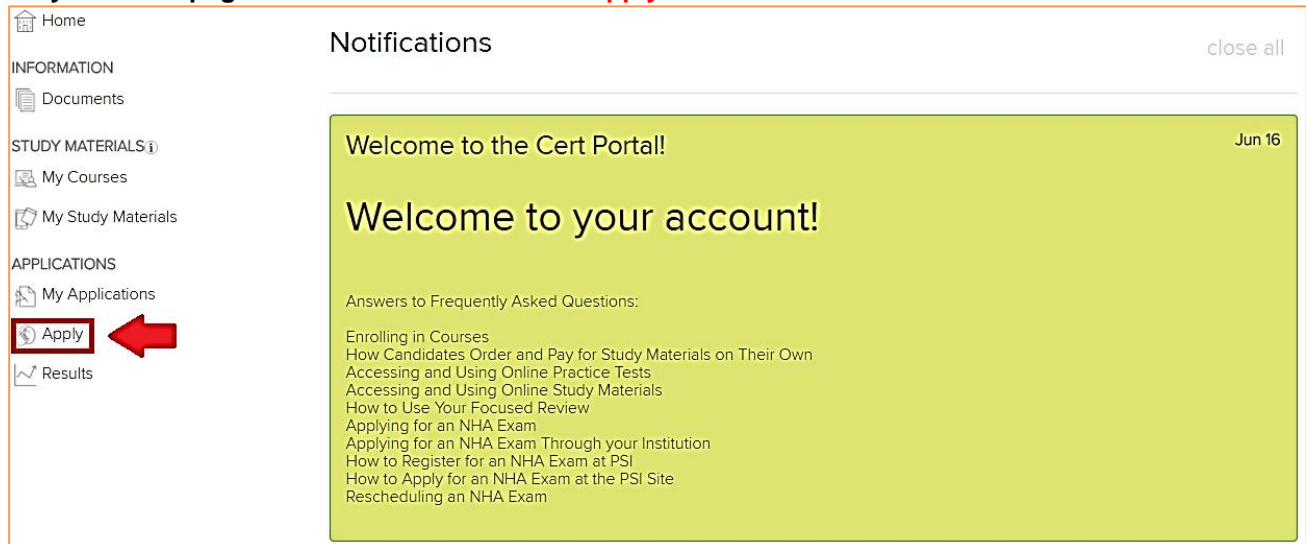 Home
INFORMATION
Documents
STUDY MATERIALS
My Courses
My Study Materials
APPLICATIONS
My Applications
Apply
Results
Notifications
close all
Welcome to the Cert Portal!
Jun 16
Welcome to your account!
Answers to Frequently Asked Questions:
Enrolling in Courses
How Candidates Order and Pay for Study Materials on Their Own
Accessing and Using Online Practice Tests
Accessing and Using Online Study Materials
How to Use Your Focused Review
Applying for an NHA Exam
Applying for an NHA Exam Through your Institution
How to Register for an NHA Exam at PSI
How to Apply for an NHA Exam at the PSI Site
Rescheduling an NHA Exam